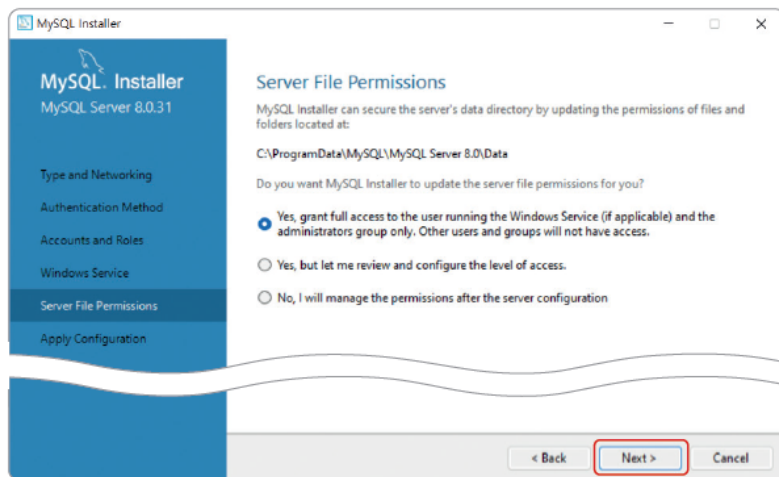 MySQL Installer
MySQL. Installer
MySQL Server 8.0.31
Type and Networking
Authentication Method
Accounts and Roles
Windows Service
Server File Permissions
Apply Configuration
Server File Permissions
MySQL Installer can secure the server's data directory by updating the permissions of files and
folders located at:
C:\ProgramData\MySQL\MySQL Server 8.0\Data
Do you want MySQL Installer to update the server file permissions for you?
Yes, grant full access to the user running the Windows Service (if applicable) and the
administrators group only. Other users and groups will not have access.
Yes, but let me review and configure the level of access.
No, I will manage the permissions after the server configuration
< Back
Next >
Cancel